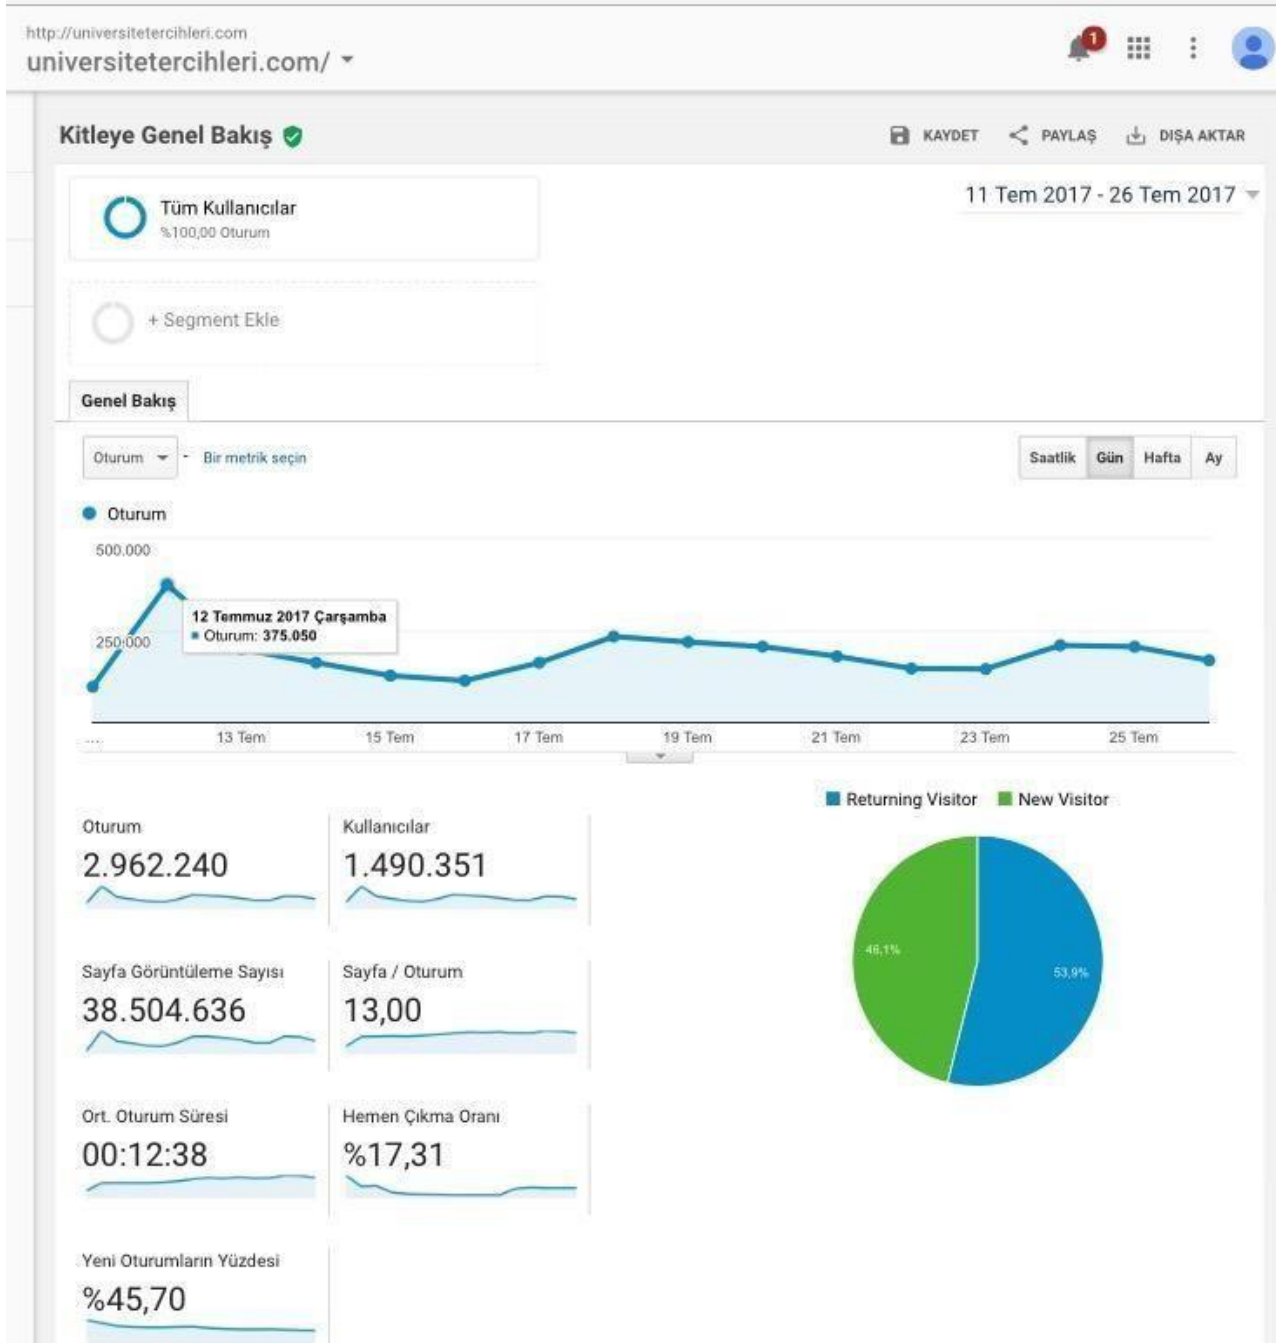 http://universitetercihleri.com
universitetercihleri.com/
1
Kitleye Genel Bakış
KAYDET
PAYLAŞ
DIŞA AKTAR
Tüm Kullanıcılar
%100,00 Oturum
11 Tem 2017 - 26 Tem 2017
+ Segment Ekle
Genel Bakış
Oturum
- Bir metrik seçin
Saatlik Gün Hafta Ay
Oturum
500.000
250.000
12 Temmuz 2017 Çarşamba
Oturum: 375.050
... 13 Tem 15 Tem 17 Tem 19 Tem 21 Tem 23 Tem 25 Tem
Returning Visitor New Visitor
Oturum
2.962.240
Kullanıcılar
1.490.351
46,1%
53,9%
Sayfa Görüntüleme Sayısı
38.504.636
Sayfa / Oturum
13,00
Ort. Oturum Süresi
00:12:38
Hemen Çıkma Oranı
%17,31
Yeni Oturumların Yüzdesi
%45,70